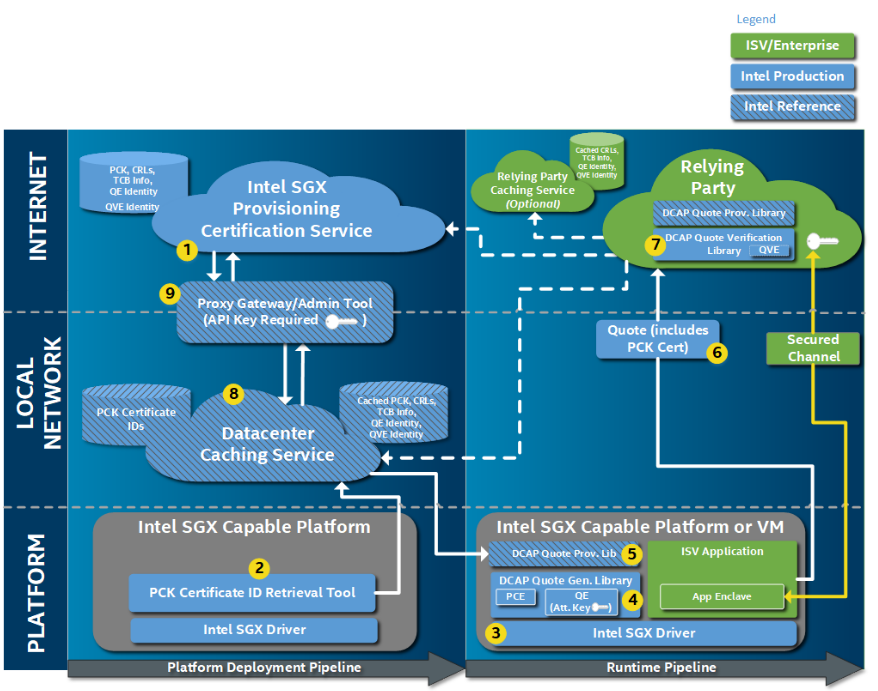 Legend
ISV/Enterprise
Intel Production
Intel Reference
INTERNET
PCK, CRLs,
TCB Info,
QE Identity
QVE Identity
Intel SGX
Provisioning
Certification Service
1
9
Proxy Gateway/Admin Tool
(API Key Required )
Relying Party
Caching Service
(Optional)
Cached CRLs,
TCB Info,
QE Identity,
QVE Identity
Relying
Party
DCAP Quote Prov. Library
7
DCAP Quote Verification
Library
QVE
LOCAL
NETWORK
8
PCK Certificate
IDs
Datacenter
Caching Service
Cached PCK, CRLs,
TCB Info,
QE Identity,
QVE Identity
Quote (includes
PCK Cert)
6
Secured
Channel
PLATFORM
Intel SGX Capable Platform
2
PCK Certificate ID Retrieval Tool
Intel SGX Driver
Intel SGX Capable Platform or VM
DCAP Quote Prov. Lib
5
DCAP Quote Gen. Library
PCE
QE
(Att. Key )
4
ISV Application
App Enclave
3
Intel SGX Driver
Platform Deployment Pipeline
Runtime Pipeline